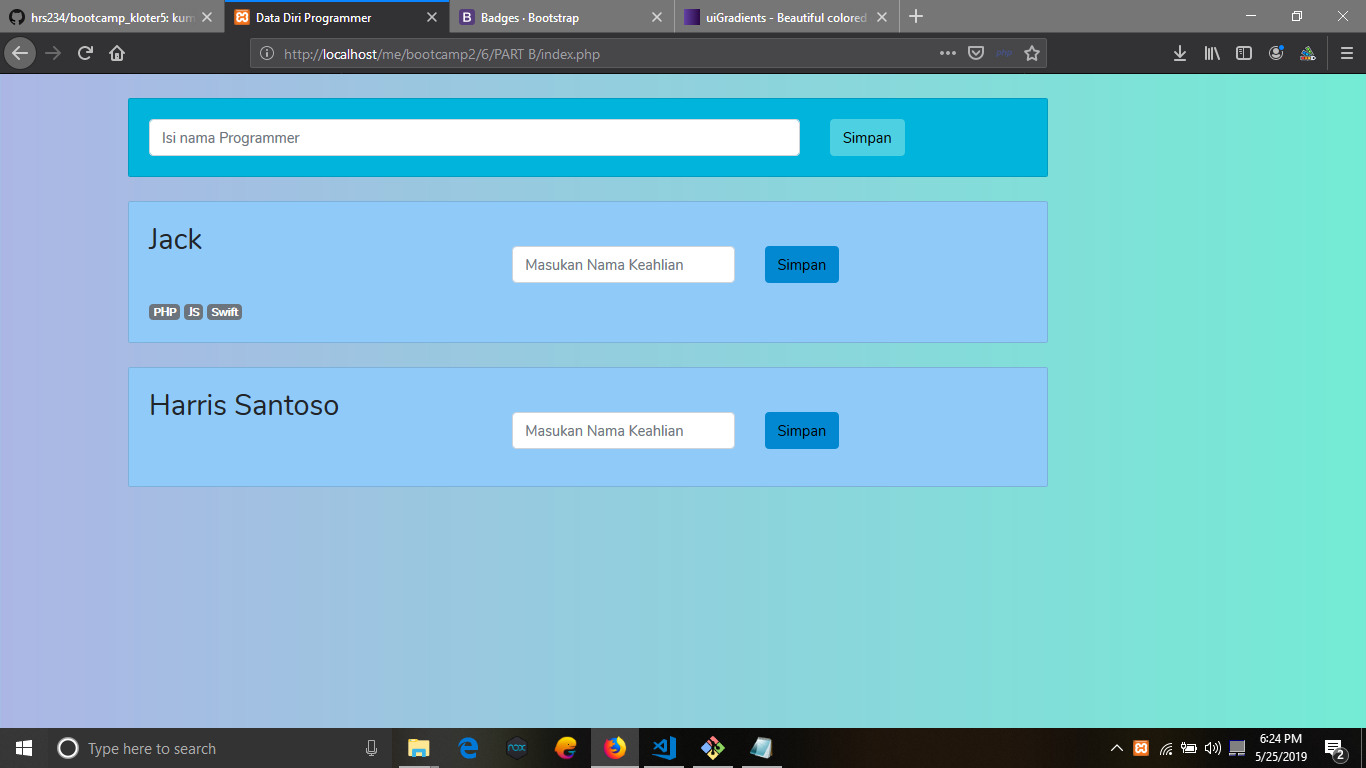 hrs234/bootcamp_kloter5: kum
Data Diri Programmer
Badges · Bootstrap
uiGradients - Beautiful colored
http://localhost/me/bootcamp2/6/PART B/index.php
Isi nama Programmer
Simpan
Jack
Masukan Nama Keahlian
Simpan
PHP JS Swift
Harris Santoso
Masukan Nama Keahlian
Simpan
Type here to search
nox
6:24 PM
5/25/2019
2